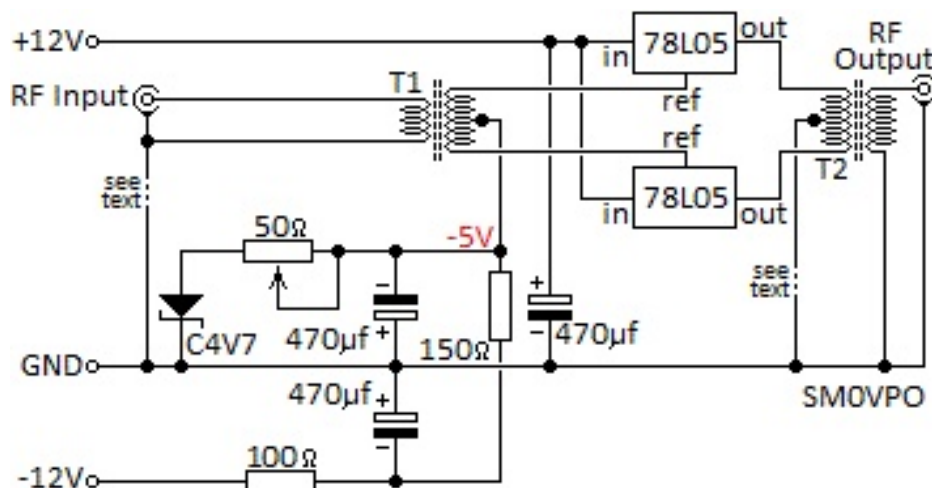 +12V
RF Input
T1
in
78L05
out
ref
RF
Output
ref
in
78L05
out
T2
see
text
50Ω
-5V
C4V7
470µf
-
+
150Ω
+
-
470µf
see
text
GND
470µf
+
-
SM0VPO
-12V
100Ω